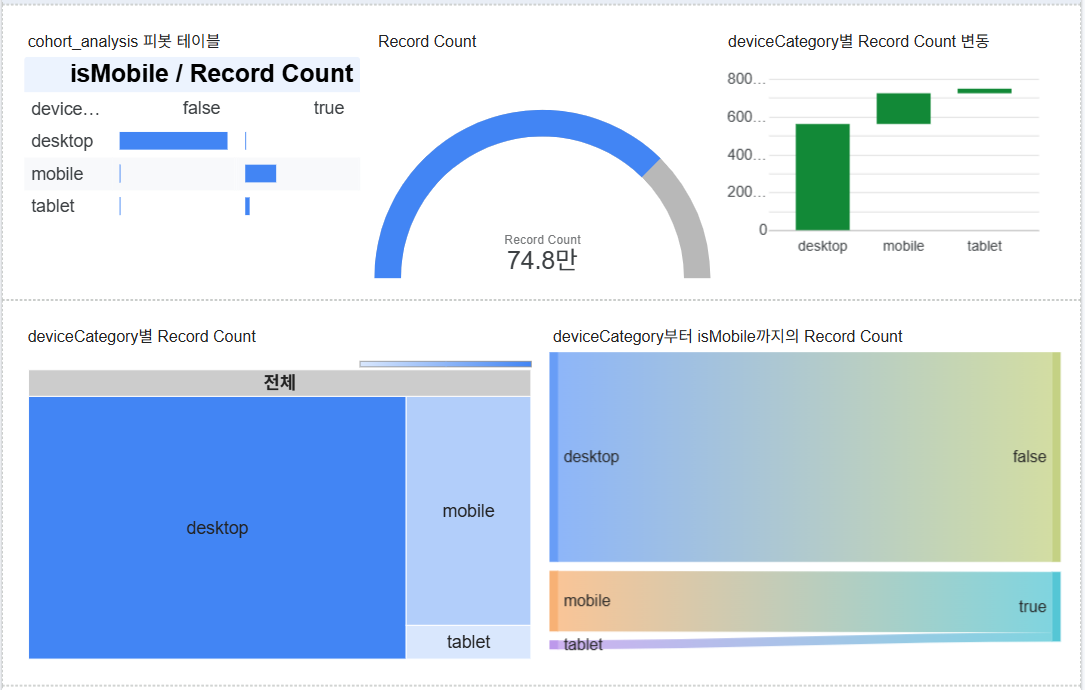 cohort_analysis 피봇 테이블
isMobile / Record Count
device…
false
true
desktop
mobile
tablet
Record Count
Record Count
74.8만
deviceCategory별 Record Count 변동
800…
600…
400…
200…
0
desktop
mobile
tablet
deviceCategory별 Record Count
전체
desktop
mobile
tablet
deviceCategory부터 isMobile까지의 Record Count
desktop
false
mobile
true
tablet